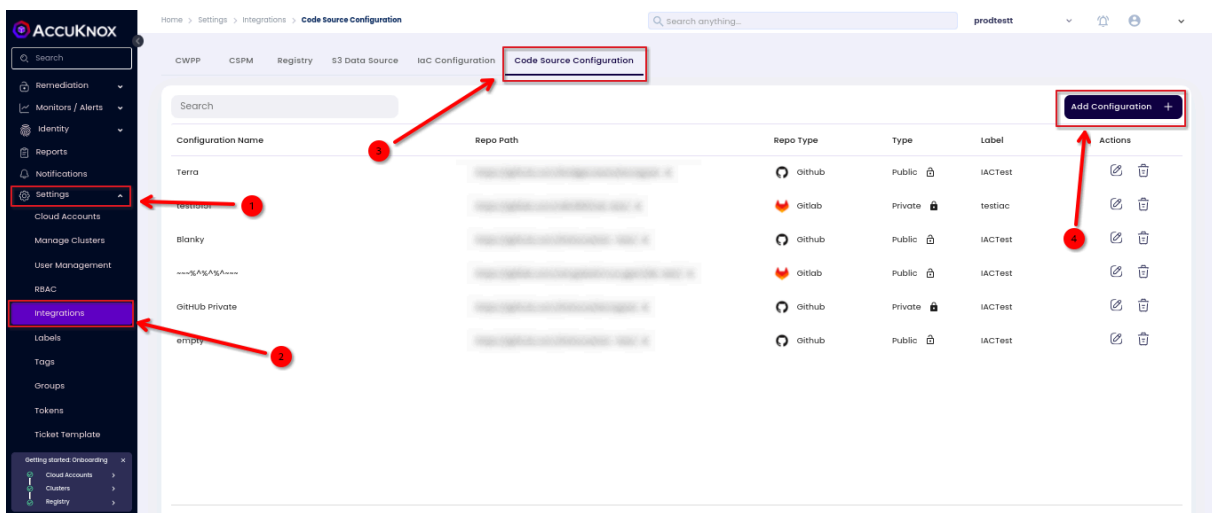 Home > Settings > Integrations > Code Source Configuration
Search anything...
prodtestt
ACCUKNOX
Search
Remediation
Monitors / Alerts
Identity
Reports
Notifications
Settings
Cloud Accounts
Manage Clusters
User Management
RBAC
Integrations
Labels
Tags
Groups
Tokens
Ticket Template
Getting started: Onboarding x
Cloud Accounts >
Clusters >
Registry >
CWPP CSPM Registry S3 Data Source IaC Configuration Code Source Configuration
Search
Add Configuration +
Configuration Name Repo Path Repo Type Type Label Actions
Terra Github Public IACTest
Gitlab Private testiac
Blanky Github Public IACTest
~~~%^%^%^~~~ Gitlab Public IACTest
GitHUb Private Github Private IACTest
empty Github Public IACTest
1
2
3
4